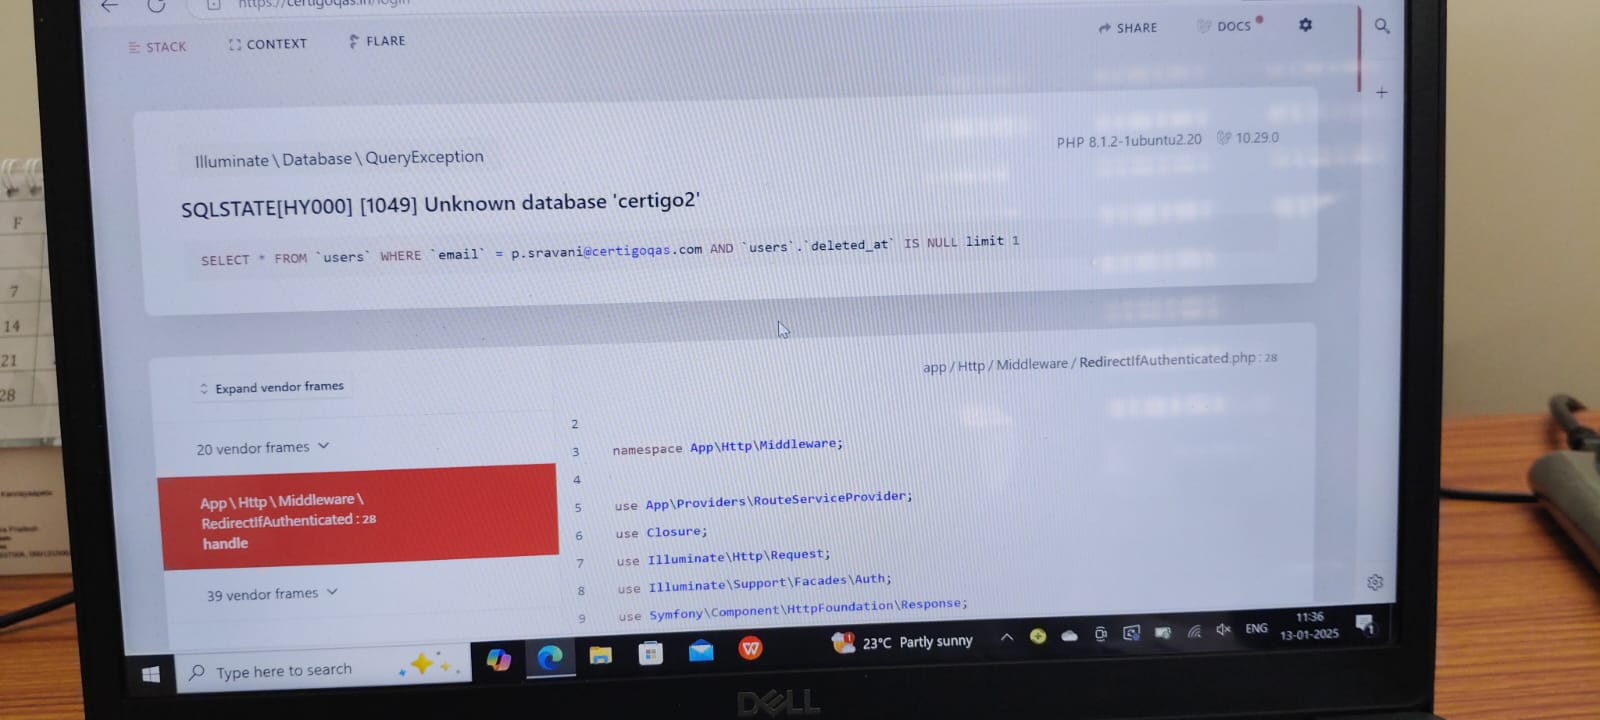 https://certigoqas.in/login
STACK
CONTEXT
FLARE
SHARE
DOCS
Illuminate\Database\QueryException
PHP 8.1.2-1ubuntu2.20
10.29.0
SQLSTATE[HY000] [1049] Unknown database 'certigo2'
SELECT * FROM `users` WHERE `email` = p.sravani@certigoqas.com AND `users`.`deleted_at` IS NULL limit 1
Expand vendor frames
app / Http / Middleware / RedirectIfAuthenticated.php : 28
20 vendor frames
App\Http\Middleware\
RedirectIfAuthenticated : 28
handle
39 vendor frames
2
3 namespace App\Http\Middleware;
4
5 use App\Providers\RouteServiceProvider;
6 use Closure;
7 use Illuminate\Http\Request;
8 use Illuminate\Support\Facades\Auth;
9 use Symfony\Component\HttpFoundation\Response;
Type here to search
23°C Partly sunny
ENG
11:36
13-01-2025
1
DELL
F
7
14
21
28